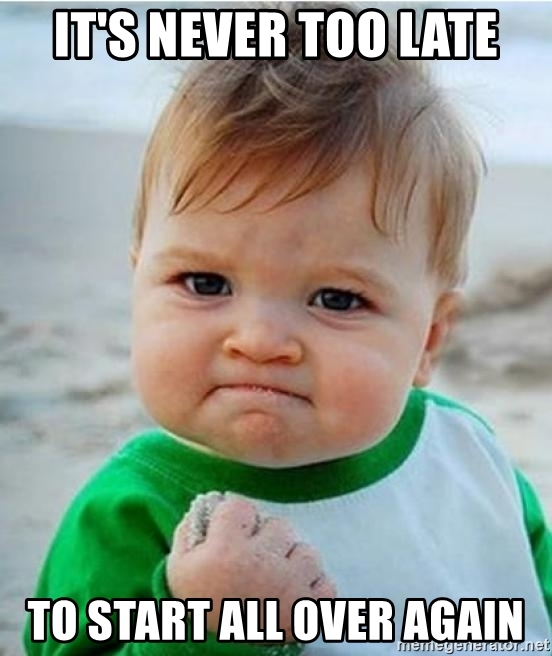 IT'S NEVER TOO LATE
TO START ALL OVER AGAIN
memegenerator.net